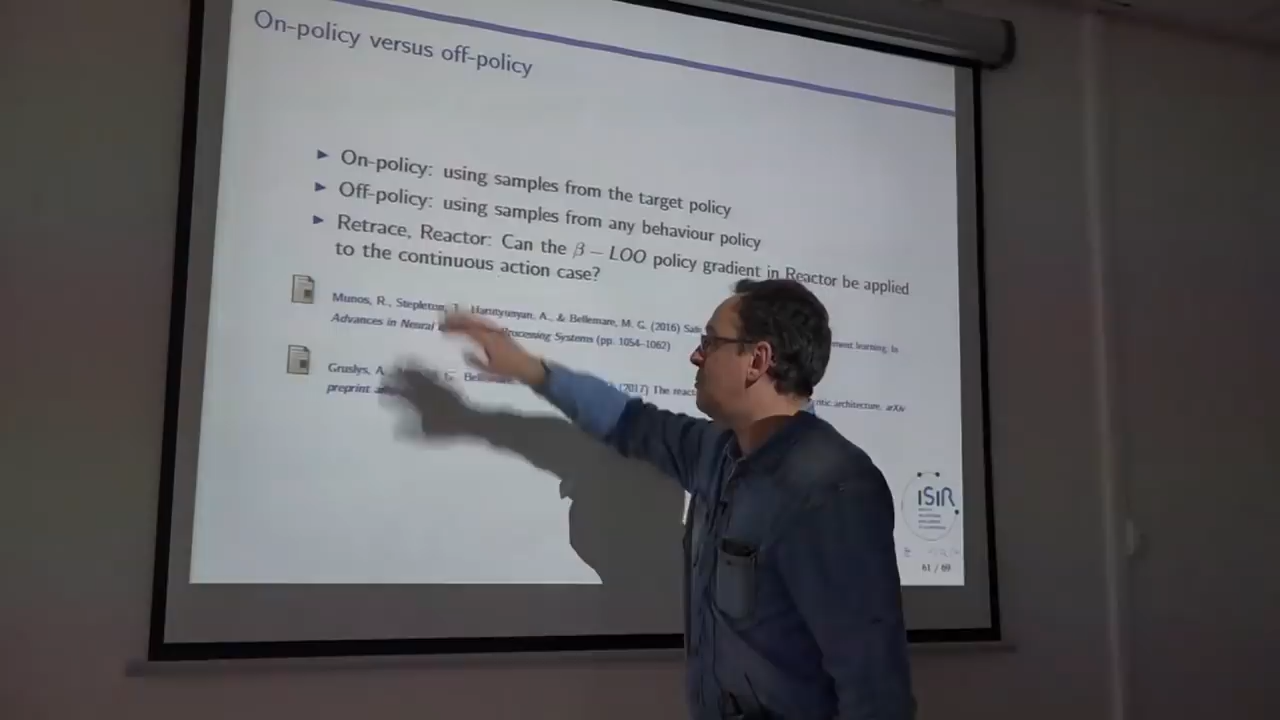 On-policy versus off-policy
On-policy: using samples from the target policy
Off-policy: using samples from any behaviour policy
Retrace, Reactor: Can the β − LOO policy gradient in Reactor be applied
to the continuous action case?
Munos, R., Stepleton, Harutyunyan, A., & Bellemare, M. G. (2016)
Advances in Neural Processing Systems (pp. 1054–1062)
Gruslys, A. (2017) The architecture. arXiv
preprint
ISIR
61 / 69